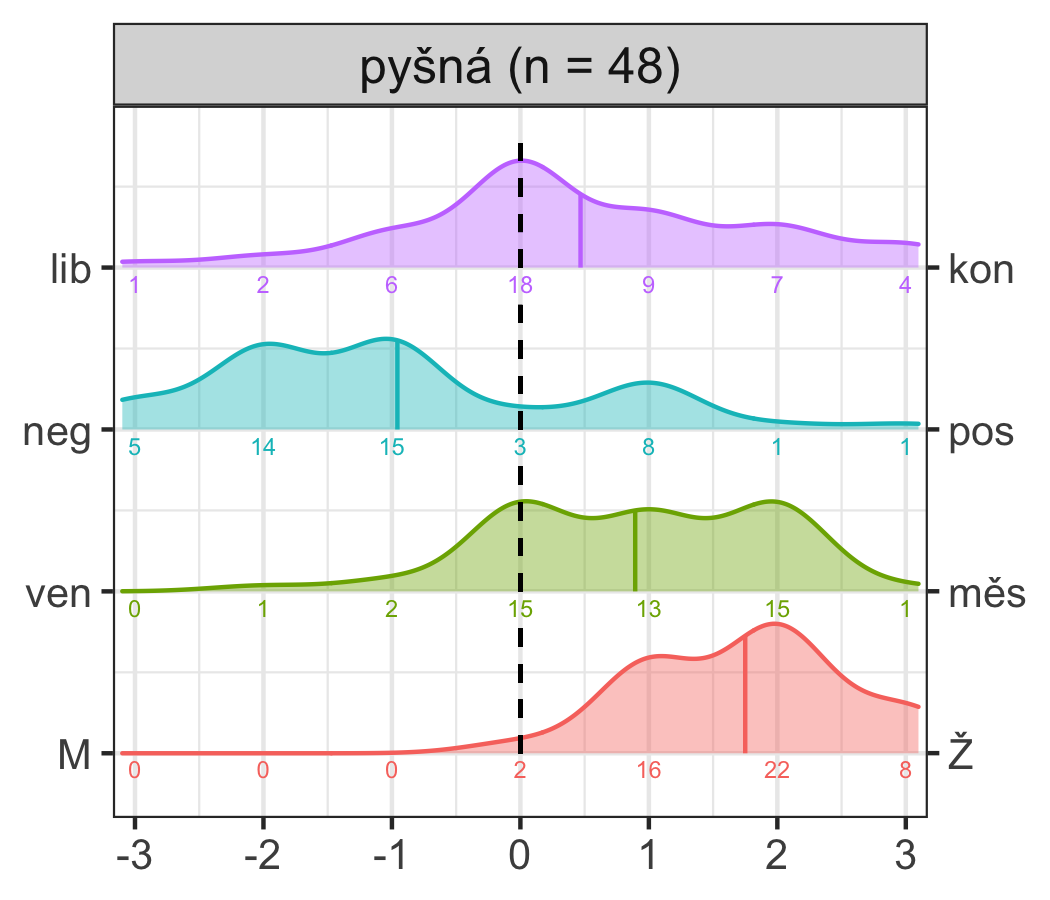 pyšná (n = 48)
lib kon
1 2 6 18 9 7 4
neg pos
5 14 15 3 8 1 1
ven měs
0 1 2 15 13 15 1
M Ž
0 0 0 2 16 22 8
-3 -2 -1 0 1 2 3